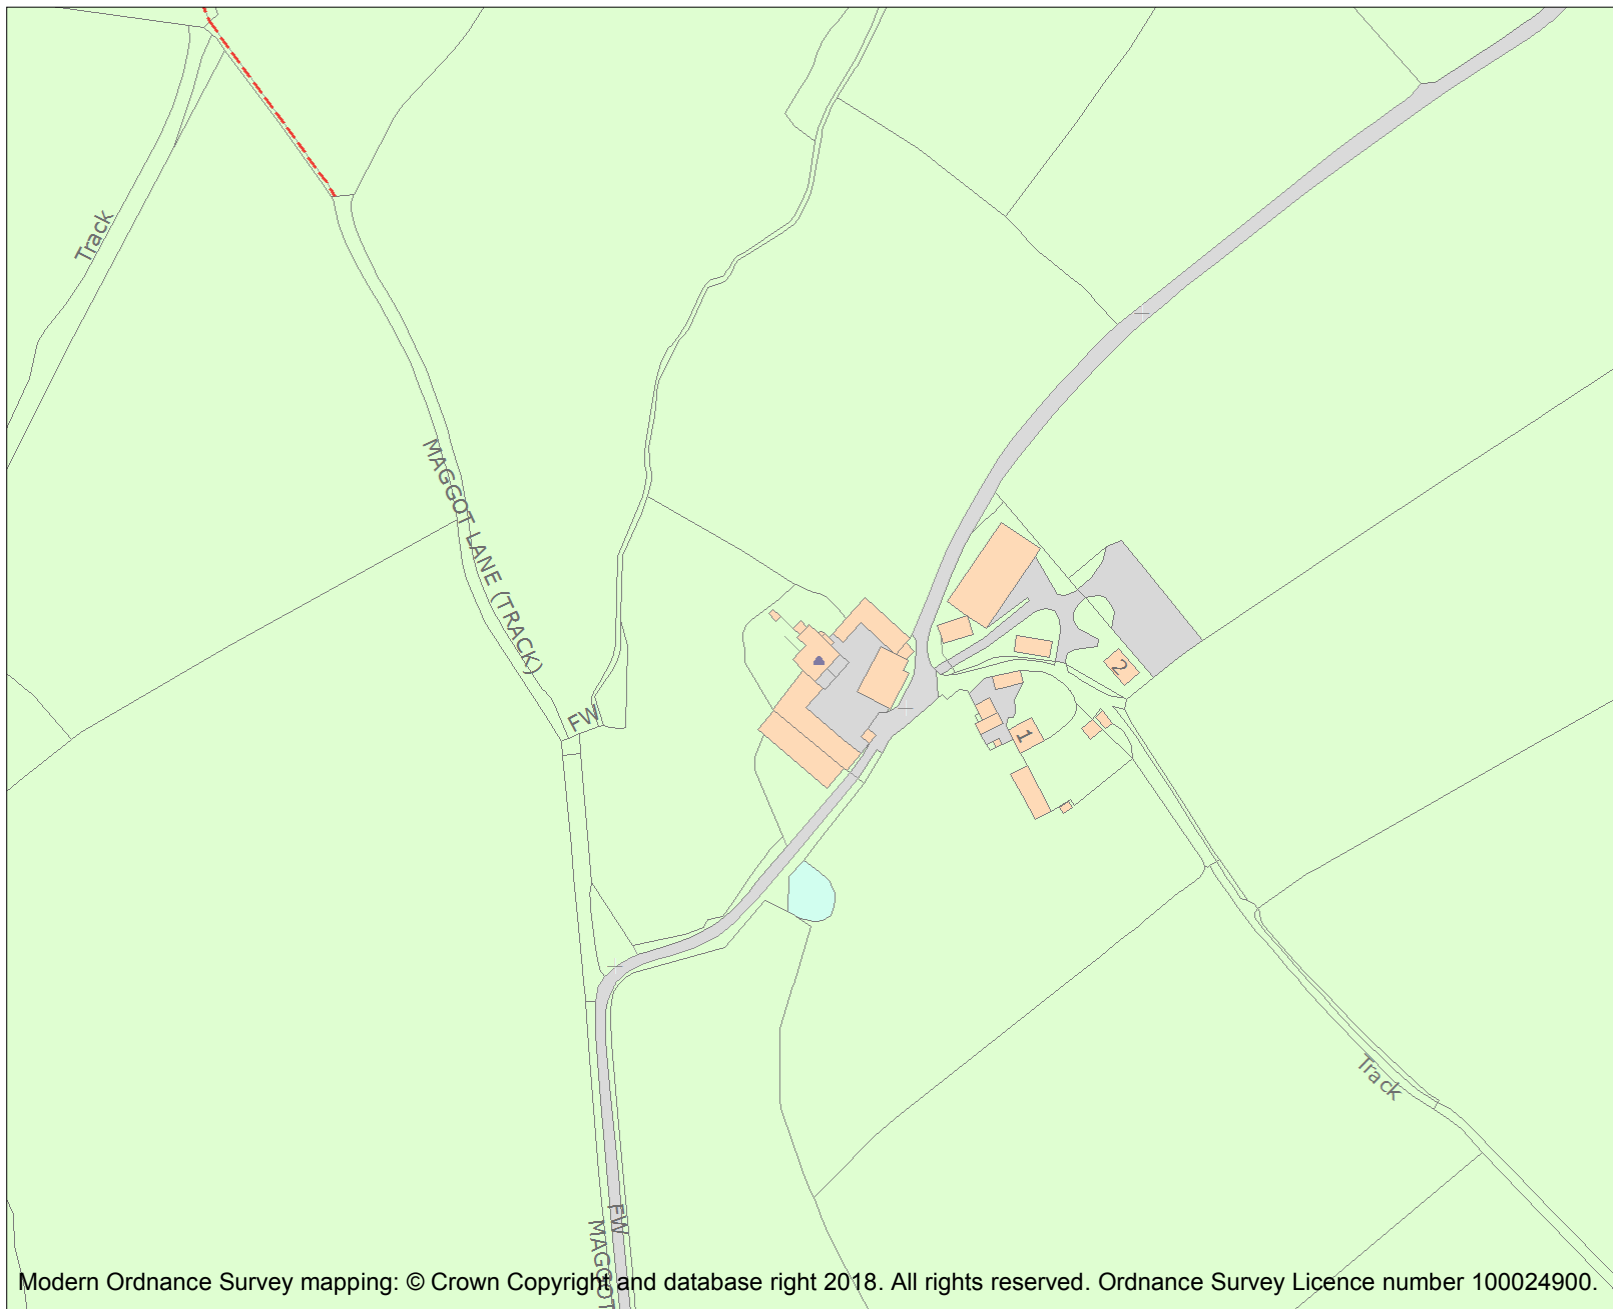 Track
MAGGOT LANE (TRACK)
FW
2
1
Track
FW
MAGGOT
Modern Ordnance Survey mapping: © Crown Copyright and database right 2018. All rights reserved. Ordnance Survey Licence number 100024900.